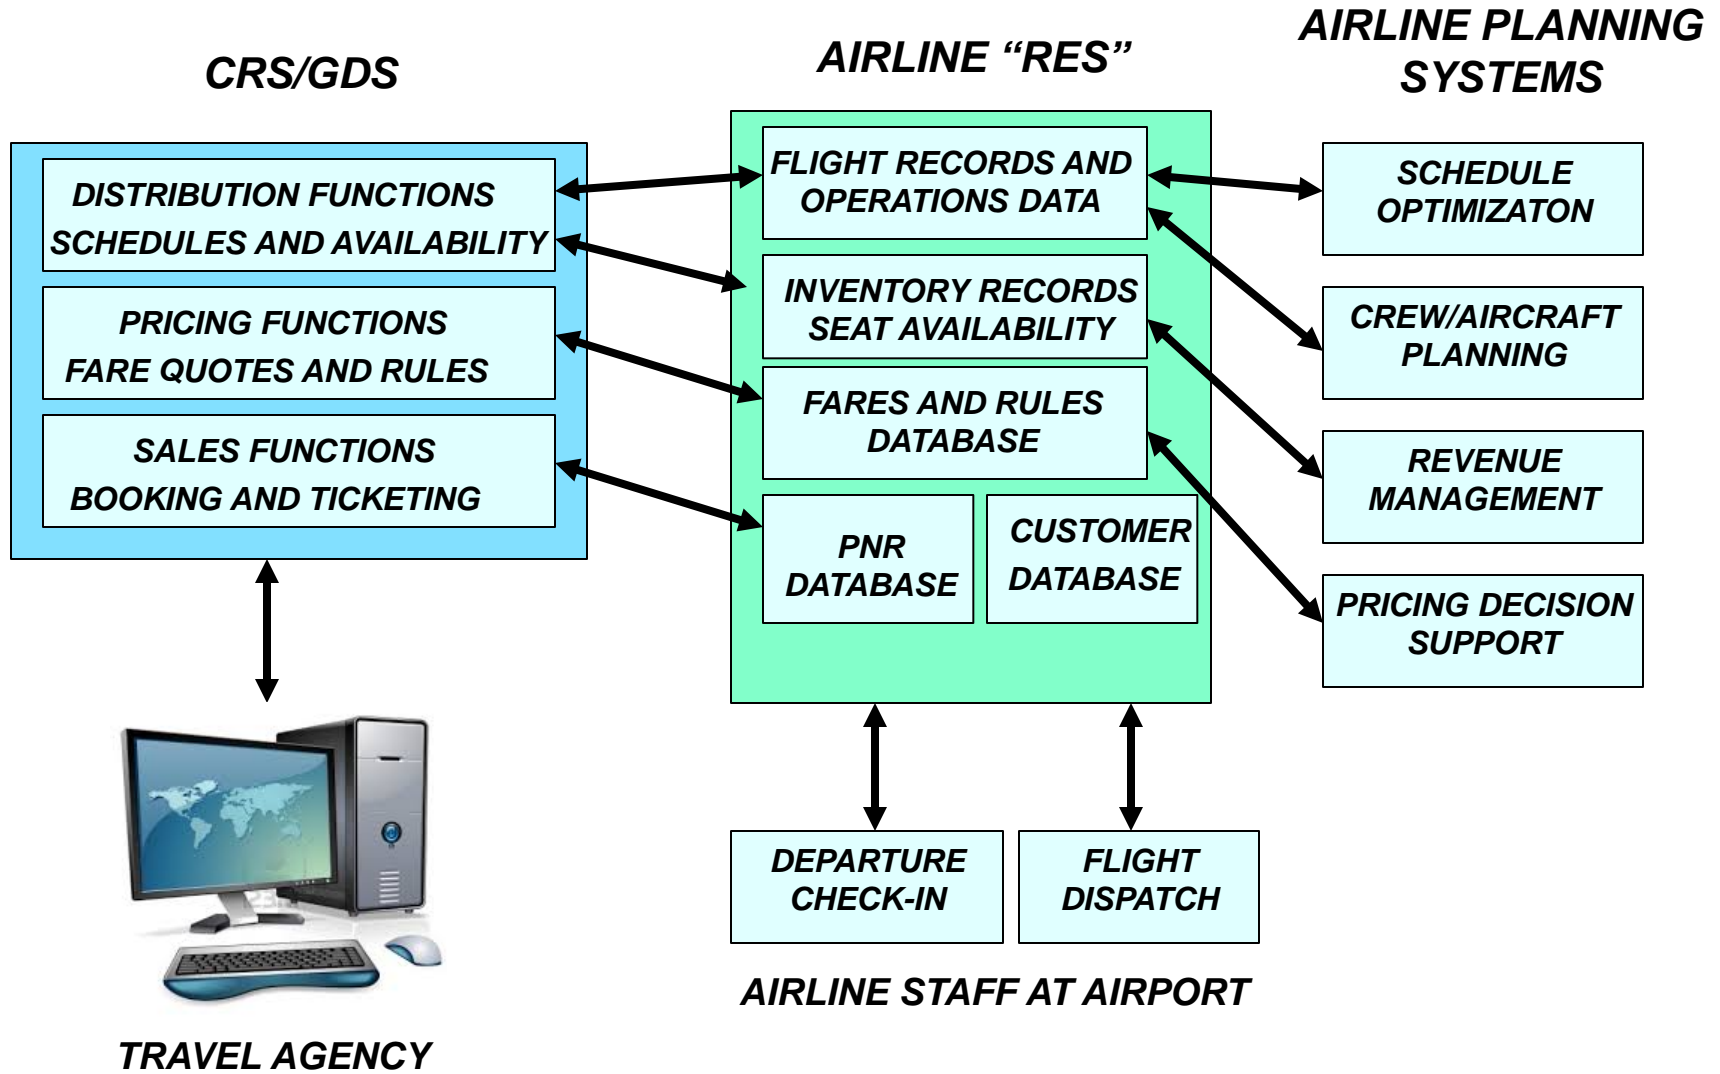 CRS/GDS
DISTRIBUTION FUNCTIONS
SCHEDULES AND AVAILABILITY
PRICING FUNCTIONS
FARE QUOTES AND RULES
SALES FUNCTIONS
BOOKING AND TICKETING
TRAVEL AGENCY
AIRLINE “RES”
FLIGHT RECORDS AND
OPERATIONS DATA
INVENTORY RECORDS
SEAT AVAILABILITY
FARES AND RULES
DATABASE
PNR
DATABASE
CUSTOMER
DATABASE
DEPARTURE
CHECK-IN
FLIGHT
DISPATCH
AIRLINE STAFF AT AIRPORT
AIRLINE PLANNING
SYSTEMS
SCHEDULE
OPTIMIZATON
CREW/AIRCRAFT
PLANNING
REVENUE
MANAGEMENT
PRICING DECISION
SUPPORT